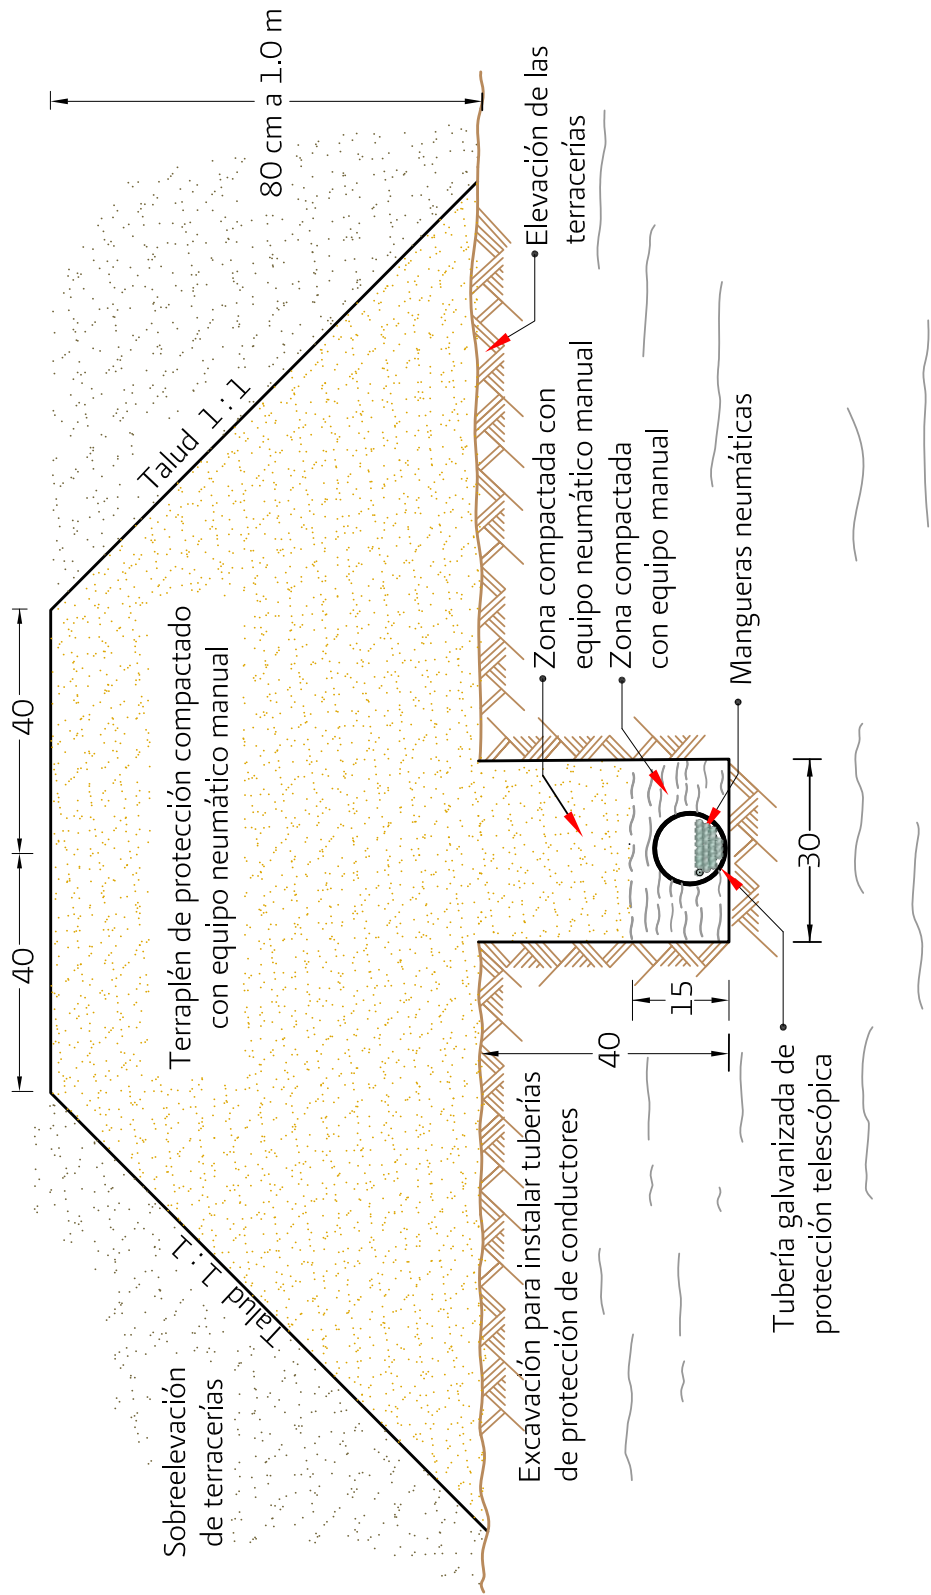 40
40
80 cm a 1.0 m
Talud 1:1
Talud 1:1
Sobreelevación
de terracerías
Terraplén de protección compactado
con equipo neumático manual
Excavación para instalar tuberías
de protección de conductores
Elevación de las
terracerías
Zona compactada con
equipo neumático manual
Zona compactada
con equipo manual
Mangueras neumáticas
40
15
30
Tubería galvanizada de
protección telescópica